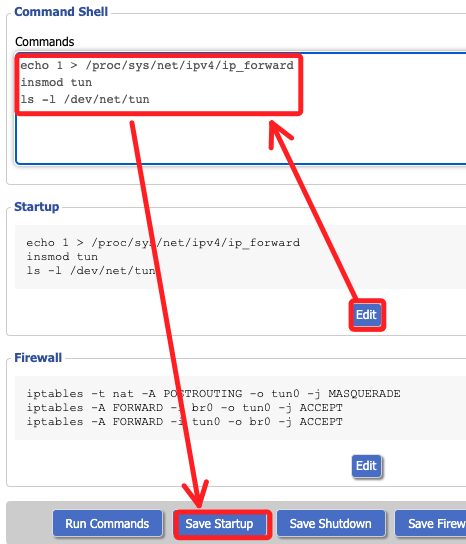 Command Shell
Commands
echo 1 > /proc/sys/net/ipv4/ip_forward
insmod tun
ls -l /dev/net/tun
Startup
echo 1 > /proc/sys/net/ipv4/ip_forward
insmod tun
ls -l /dev/net/tun
Edit
Firewall
iptables -t nat -A POSTROUTING -o tun0 -j MASQUERADE
iptables -A FORWARD -i br0 -o tun0 -j ACCEPT
iptables -A FORWARD -i tun0 -o br0 -j ACCEPT
Edit
Run Commands Save Startup Save Shutdown Save Firew